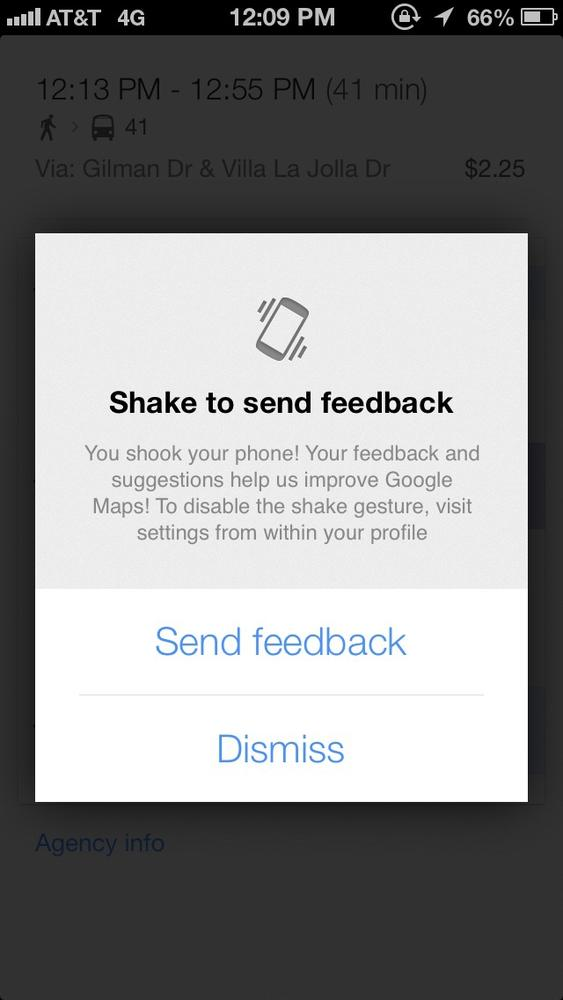 AT&T 4G 12:09 PM 66%
12:13 PM - 12:55 PM (41 min)
41
Via: Gilman Dr & Villa La Jolla Dr $2.25
Shake to send feedback
You shook your phone! Your feedback and
suggestions help us improve Google
Maps! To disable the shake gesture, visit
settings from within your profile
Send feedback
Dismiss
Agency info